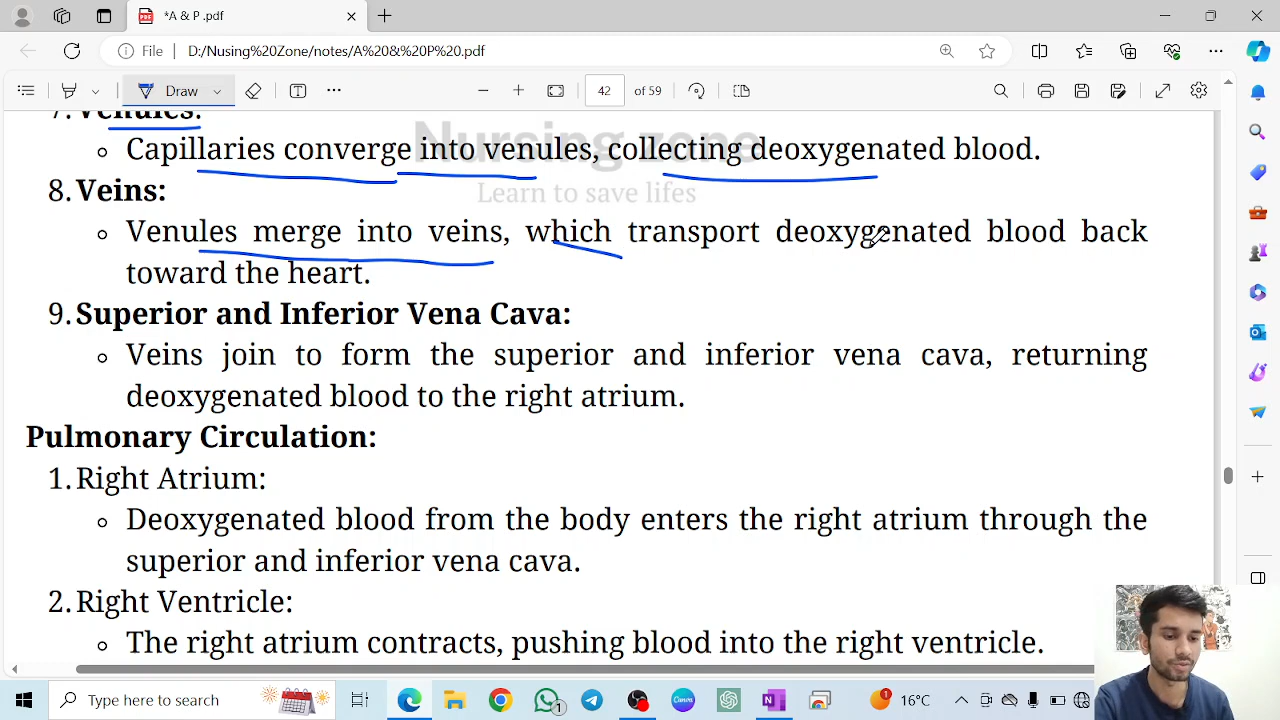 *A & P .pdf
File
D:/Nusing%20Zone/notes/A%20&%20P%20.pdf
Draw
42
of 59
7. Venules:
Nursing zone
Capillaries converge into venules, collecting deoxygenated blood.
8. Veins:
Learn to save lifes
Venules merge into veins, which transport deoxygenated blood back
toward the heart.
9. Superior and Inferior Vena Cava:
Veins join to form the superior and inferior vena cava, returning
deoxygenated blood to the right atrium.
Pulmonary Circulation:
1. Right Atrium:
Deoxygenated blood from the body enters the right atrium through the
superior and inferior vena cava.
2. Right Ventricle:
The right atrium contracts, pushing blood into the right ventricle.
Type here to search
1
Canva
1
16°C